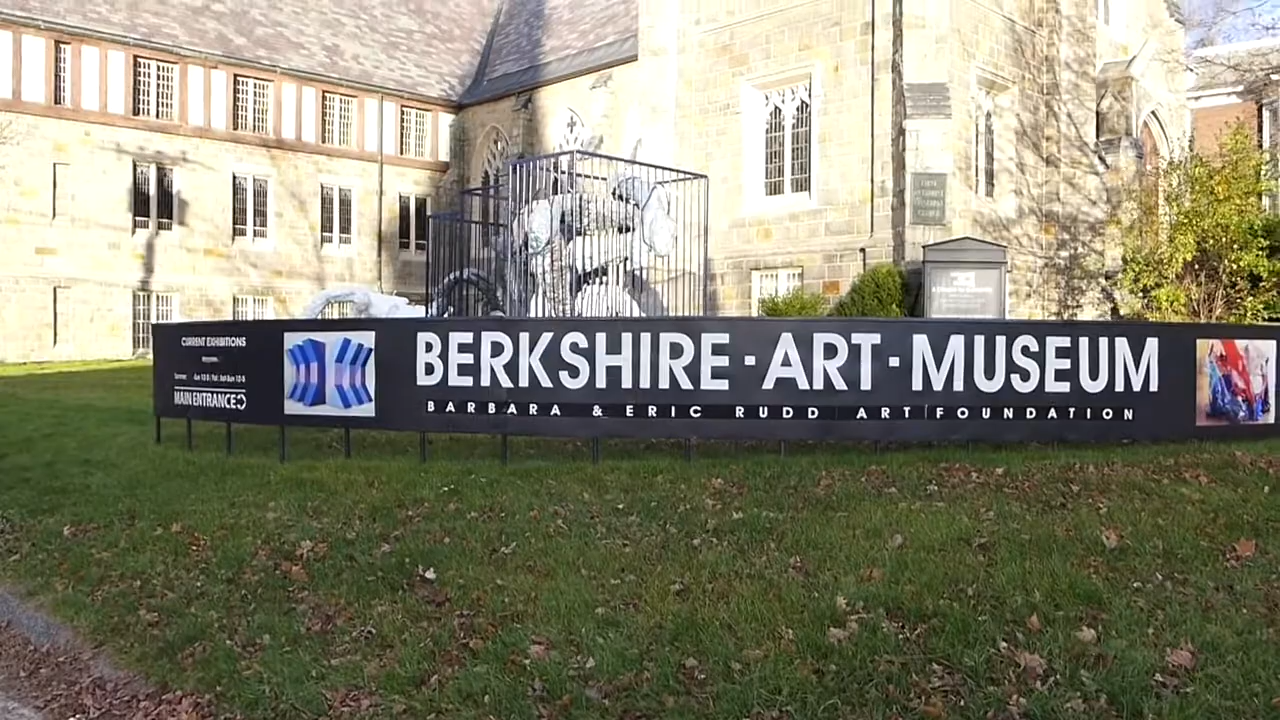 CURRENT EXHIBITIONS
MAIN ENTRANCE
BERKSHIRE·ART·MUSEUM
BARBARA & ERIC RUDD ART FOUNDATION